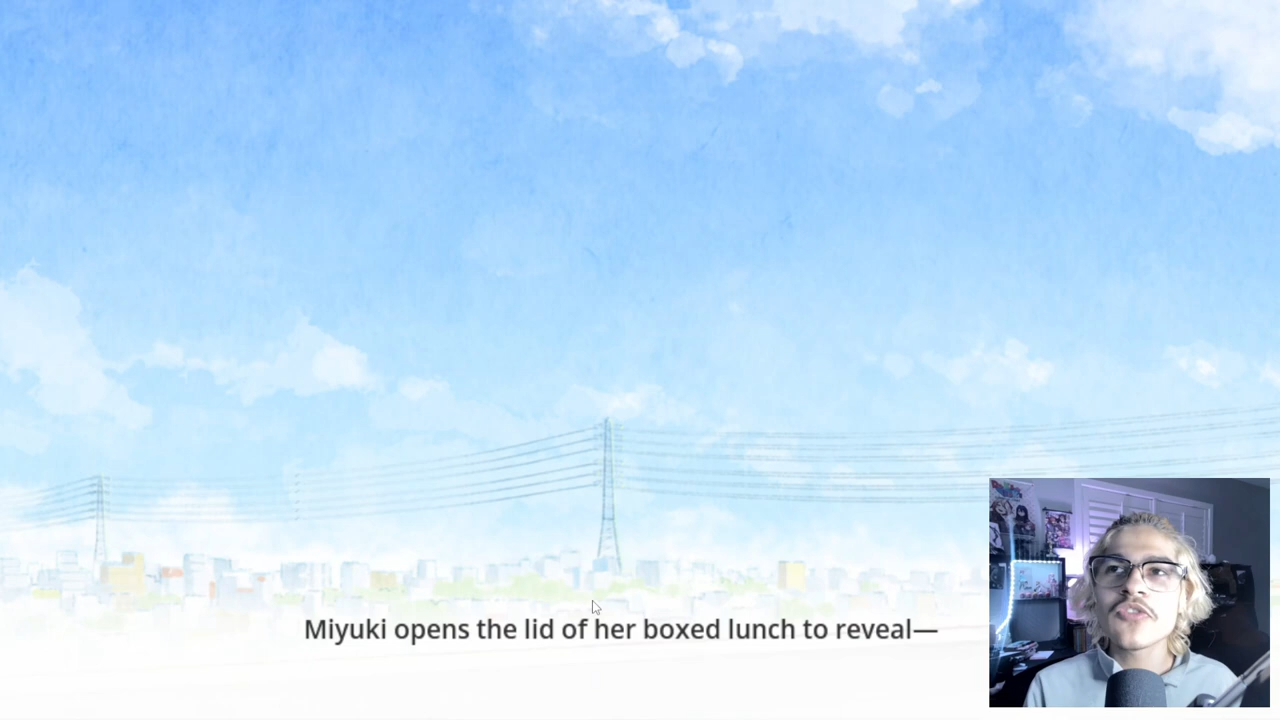 Miyuki opens the lid of her boxed lunch to reveal—